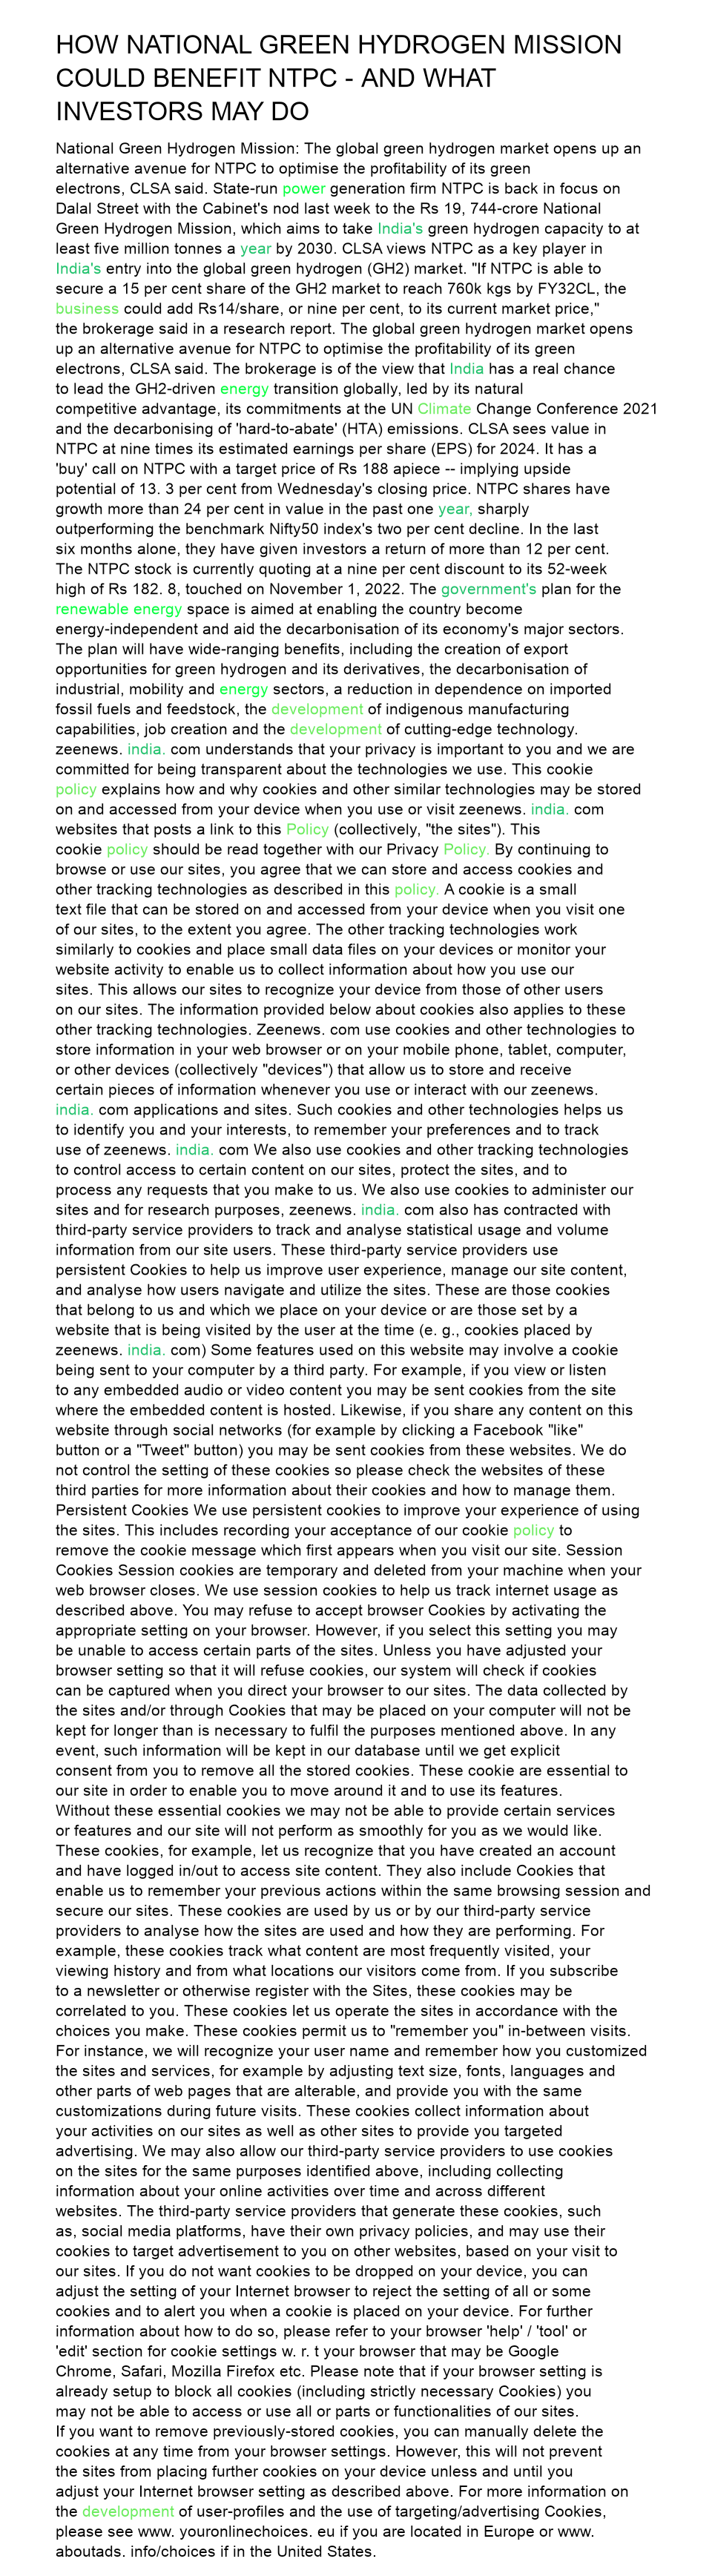 HOW NATIONAL GREEN HYDROGEN MISSION
COULD BENEFIT NTPC - AND WHAT
INVESTORS MAY DO
National Green Hydrogen Mission: The global green hydrogen market opens up an
alternative avenue for NTPC to optimise the profitability of its green
electrons, CLSA said. State-run power generation firm NTPC is back in focus on
Dalal Street with the Cabinet's nod last week to the Rs 19, 744-crore National
Green Hydrogen Mission, which aims to take India's green hydrogen capacity to at
least five million tonnes a year by 2030. CLSA views NTPC as a key player in
India's entry into the global green hydrogen (GH2) market. "If NTPC is able to
secure a 15 per cent share of the GH2 market to reach 760k kgs by FY32CL, the
business could add Rs14/share, or nine per cent, to its current market price,"
the brokerage said in a research report. The global green hydrogen market opens
up an alternative avenue for NTPC to optimise the profitability of its green
electrons, CLSA said. The brokerage is of the view that India has a real chance
to lead the GH2-driven energy transition globally, led by its natural
competitive advantage, its commitments at the UN Climate Change Conference 2021
and the decarbonising of 'hard-to-abate' (HTA) emissions. CLSA sees value in
NTPC at nine times its estimated earnings per share (EPS) for 2024. It has a
'buy' call on NTPC with a target price of Rs 188 apiece -- implying upside
potential of 13. 3 per cent from Wednesday's closing price. NTPC shares have
growth more than 24 per cent in value in the past one year, sharply
outperforming the benchmark Nifty50 index's two per cent decline. In the last
six months alone, they have given investors a return of more than 12 per cent.
The NTPC stock is currently quoting at a nine per cent discount to its 52-week
high of Rs 182. 8, touched on November 1, 2022. The government's plan for the
renewable energy space is aimed at enabling the country become
energy-independent and aid the decarbonisation of its economy's major sectors.
The plan will have wide-ranging benefits, including the creation of export
opportunities for green hydrogen and its derivatives, the decarbonisation of
industrial, mobility and energy sectors, a reduction in dependence on imported
fossil fuels and feedstock, the development of indigenous manufacturing
capabilities, job creation and the development of cutting-edge technology.
zeenews. india. com understands that your privacy is important to you and we are
committed for being transparent about the technologies we use. This cookie
policy explains how and why cookies and other similar technologies may be stored
on and accessed from your device when you use or visit zeenews. india. com
websites that posts a link to this Policy (collectively, "the sites"). This
cookie policy should be read together with our Privacy Policy. By continuing to
browse or use our sites, you agree that we can store and access cookies and
other tracking technologies as described in this policy. A cookie is a small
text file that can be stored on and accessed from your device when you visit one
of our sites, to the extent you agree. The other tracking technologies work
similarly to cookies and place small data files on your devices or monitor your
website activity to enable us to collect information about how you use our
sites. This allows our sites to recognize your device from those of other users
on our sites. The information provided below about cookies also applies to these
other tracking technologies. Zeenews. com use cookies and other technologies to
store information in your web browser or on your mobile phone, tablet, computer,
or other devices (collectively "devices") that allow us to store and receive
certain pieces of information whenever you use or interact with our zeenews.
india. com applications and sites. Such cookies and other technologies helps us
to identify you and your interests, to remember your preferences and to track
use of zeenews. india. com We also use cookies and other tracking technologies
to control access to certain content on our sites, protect the sites, and to
process any requests that you make to us. We also use cookies to administer our
sites and for research purposes, zeenews. india. com also has contracted with
third-party service providers to track and analyse statistical usage and volume
information from our site users. These third-party service providers use
persistent Cookies to help us improve user experience, manage our site content,
and analyse how users navigate and utilize the sites. These are those cookies
that belong to us and which we place on your device or are those set by a
website that is being visited by the user at the time (e. g., cookies placed by
zeenews. india. com) Some features used on this website may involve a cookie
being sent to your computer by a third party. For example, if you view or listen
to any embedded audio or video content you may be sent cookies from the site
where the embedded content is hosted. Likewise, if you share any content on this
website through social networks (for example by clicking a Facebook "like"
button or a "Tweet" button) you may be sent cookies from these websites. We do
not control the setting of these cookies so please check the websites of these
third parties for more information about their cookies and how to manage them.
Persistent Cookies We use persistent cookies to improve your experience of using
the sites. This includes recording your acceptance of our cookie policy to
remove the cookie message which first appears when you visit our site. Session
Cookies Session cookies are temporary and deleted from your machine when your
web browser closes. We use session cookies to help us track internet usage as
described above. You may refuse to accept browser Cookies by activating the
appropriate setting on your browser. However, if you select this setting you may
be unable to access certain parts of the sites. Unless you have adjusted your
browser setting so that it will refuse cookies, our system will check if cookies
can be captured when you direct your browser to our sites. The data collected by
the sites and/or through Cookies that may be placed on your computer will not be
kept for longer than is necessary to fulfil the purposes mentioned above. In any
event, such information will be kept in our database until we get explicit
consent from you to remove all the stored cookies. These cookie are essential to
our site in order to enable you to move around it and to use its features.
Without these essential cookies we may not be able to provide certain services
or features and our site will not perform as smoothly for you as we would like.
These cookies, for example, let us recognize that you have created an account
and have logged in/out to access site content. They also include Cookies that
enable us to remember your previous actions within the same browsing session and
secure our sites. These cookies are used by us or by our third-party service
providers to analyse how the sites are used and how they are performing. For
example, these cookies track what content are most frequently visited, your
viewing history and from what locations our visitors come from. If you subscribe
to a newsletter or otherwise register with the Sites, these cookies may be
correlated to you. These cookies let us operate the sites in accordance with the
choices you make. These cookies permit us to "remember you" in-between visits.
For instance, we will recognize your user name and remember how you customized
the sites and services, for example by adjusting text size, fonts, languages and
other parts of web pages that are alterable, and provide you with the same
customizations during future visits. These cookies collect information about
your activities on our sites as well as other sites to provide you targeted
advertising. We may also allow our third-party service providers to use cookies
on the sites for the same purposes identified above, including collecting
information about your online activities over time and across different
websites. The third-party service providers that generate these cookies, such
as, social media platforms, have their own privacy policies, and may use their
cookies to target advertisement to you on other websites, based on your visit to
our sites. If you do not want cookies to be dropped on your device, you can
adjust the setting of your Internet browser to reject the setting of all or some
cookies and to alert you when a cookie is placed on your device. For further
information about how to do so, please refer to your browser 'help' / 'tool' or
'edit' section for cookie settings w. r. t your browser that may be Google
Chrome, Safari, Mozilla Firefox etc. Please note that if your browser setting is
already setup to block all cookies (including strictly necessary Cookies) you
may not be able to access or use all or parts or functionalities of our sites.
If you want to remove previously-stored cookies, you can manually delete the
cookies at any time from your browser settings. However, this will not prevent
the sites from placing further cookies on your device unless and until you
adjust your Internet browser setting as described above. For more information on
the development of user-profiles and the use of targeting/advertising Cookies,
please see www. youronlinechoices. eu if you are located in Europe or www.
aboutads. info/choices if in the United States.